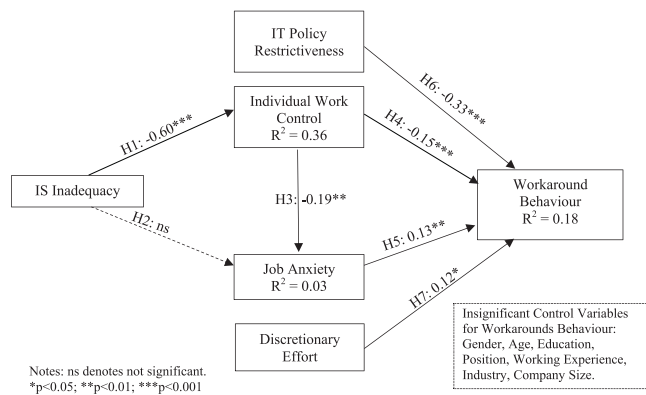 IT Policy
Restrictiveness
H6: -0.33***
Individual Work
Control
R² = 0.36
H1: -0.60***
H4: -0.15***
IS Inadequacy
H3: -0.19**
Workaround
Behaviour
R² = 0.18
H2: ns
H5: 0.13**
Job Anxiety
R² = 0.03
H7: 0.12*
Discretionary
Effort
Insignificant Control Variables
for Workarounds Behaviour:
Gender, Age, Education,
Position, Working Experience,
Industry, Company Size.
Notes: ns denotes not significant.
*p<0.05; **p<0.01; ***p<0.001